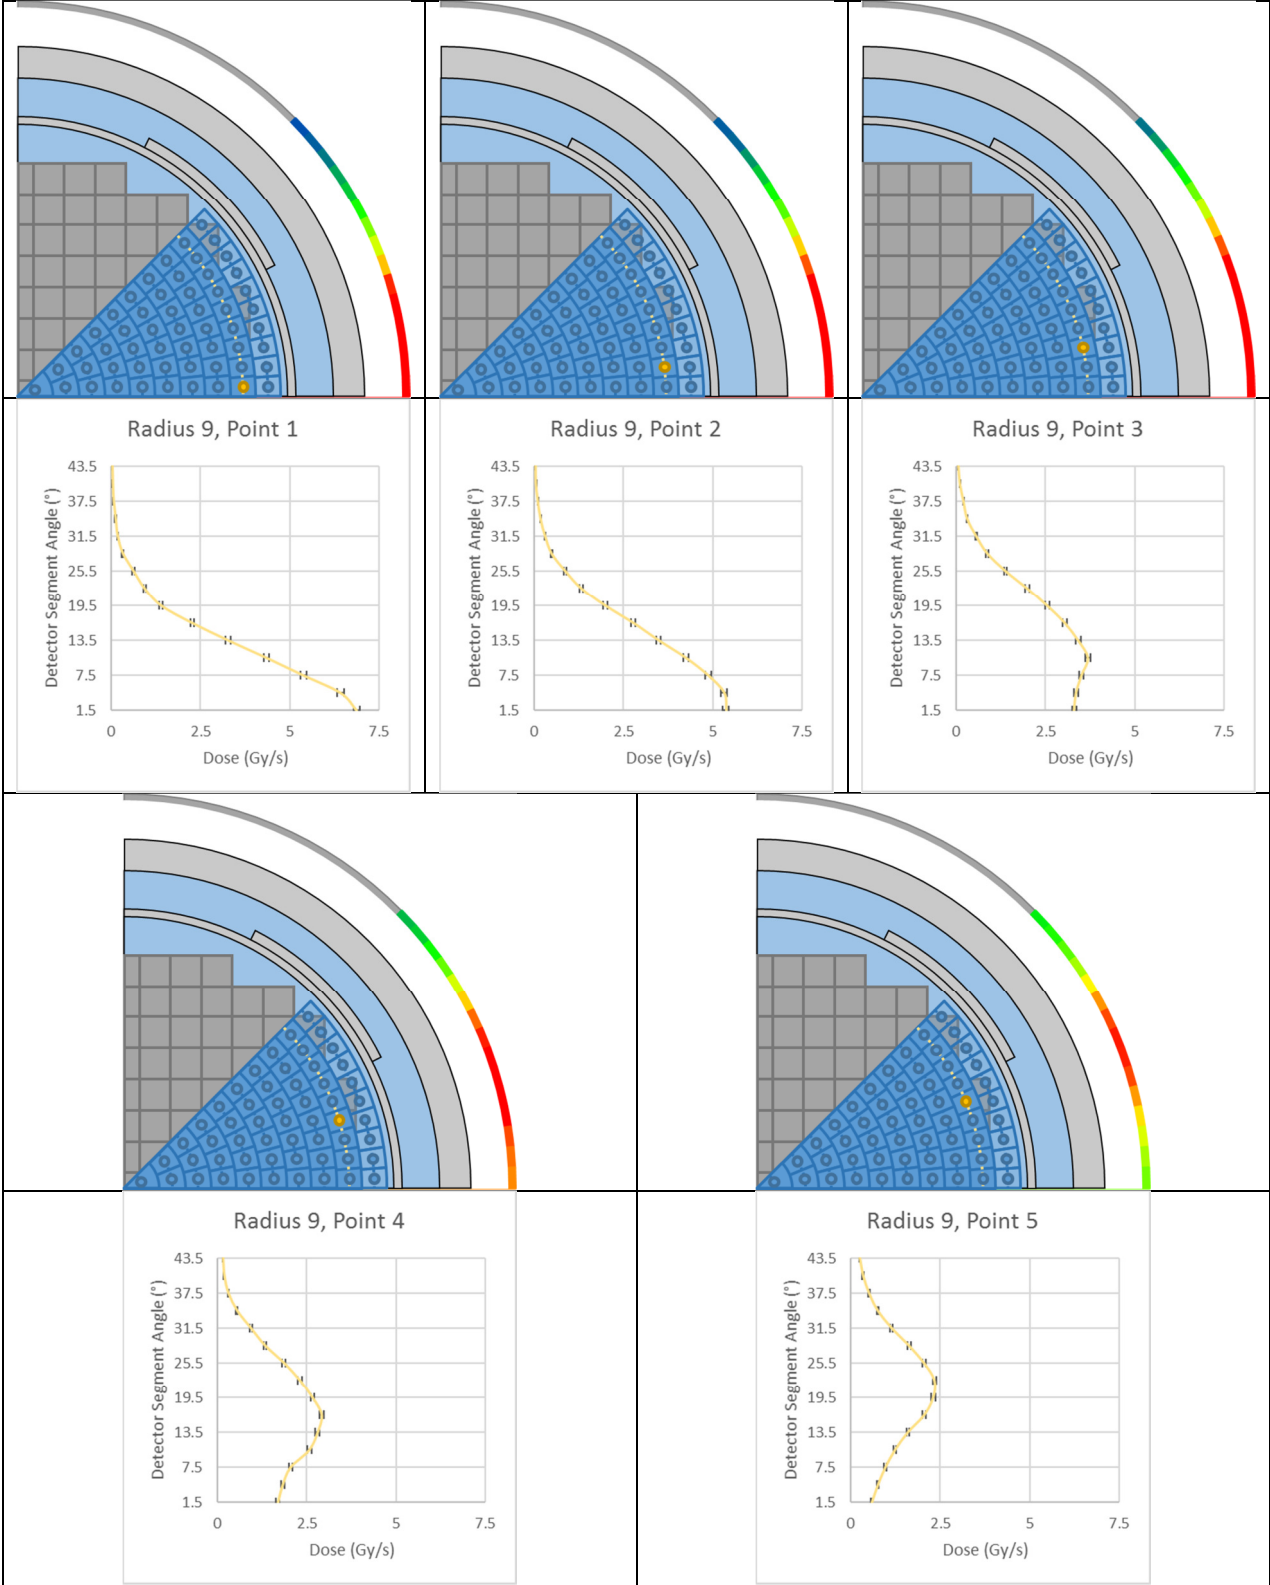 Radius 9, Point 1
Detector Segment Angle (°)
43.5
37.5
31.5
25.5
19.5
13.5
7.5
1.5
0 2.5 5 7.5
Dose (Gy/s)
Radius 9, Point 2
Detector Segment Angle (°)
43.5
37.5
31.5
25.5
19.5
13.5
7.5
1.5
0 2.5 5 7.5
Dose (Gy/s)
Radius 9, Point 3
Detector Segment Angle (°)
43.5
37.5
31.5
25.5
19.5
13.5
7.5
1.5
0 2.5 5 7.5
Dose (Gy/s)
Radius 9, Point 4
Detector Segment Angle (°)
43.5
37.5
31.5
25.5
19.5
13.5
7.5
1.5
0 2.5 5 7.5
Dose (Gy/s)
Radius 9, Point 5
Detector Segment Angle (°)
43.5
37.5
31.5
25.5
19.5
13.5
7.5
1.5
0 2.5 5 7.5
Dose (Gy/s)